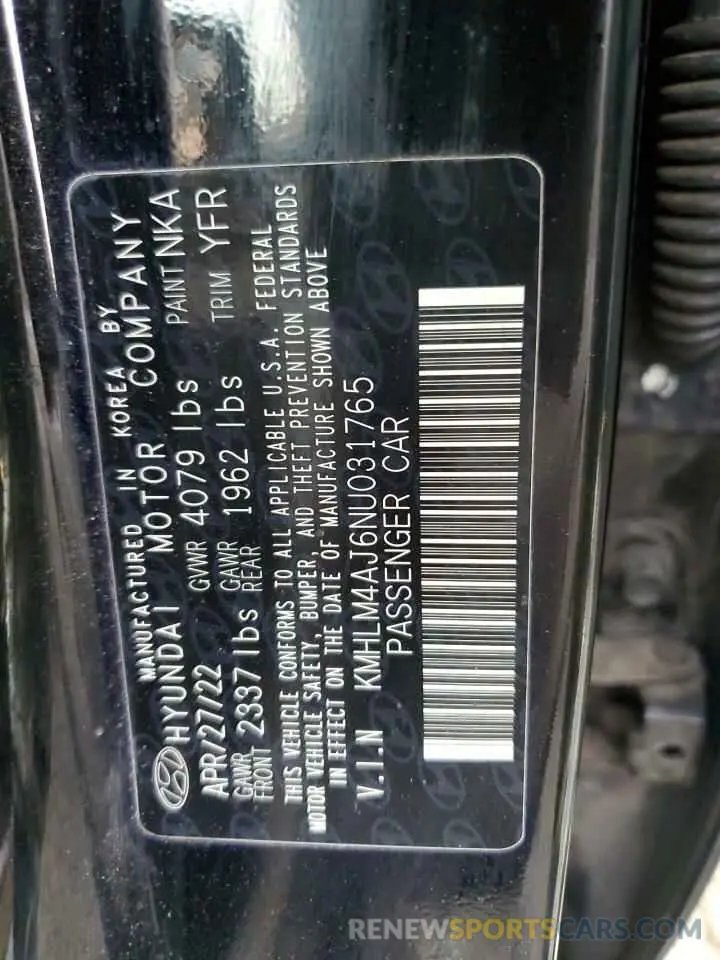 MANUFACTURED IN KOREA BY
HYUNDAI MOTOR COMPANY
APR/27/22 GVWR 4079 lbs PAINT NKA
GAWR FRONT 2337 lbs GAWR REAR 1962 lbs TRIM YFR
THIS VEHICLE CONFORMS TO ALL APPLICABLE U.S.A. FEDERAL
MOTOR VEHICLE SAFETY, BUMPER, AND THEFT PREVENTION STANDARDS
IN EFFECT ON THE DATE OF MANUFACTURE SHOWN ABOVE
V.I.N KMHLM4AJ6NU031765
PASSENGER CAR
RENEWSPORTSCARS.COM